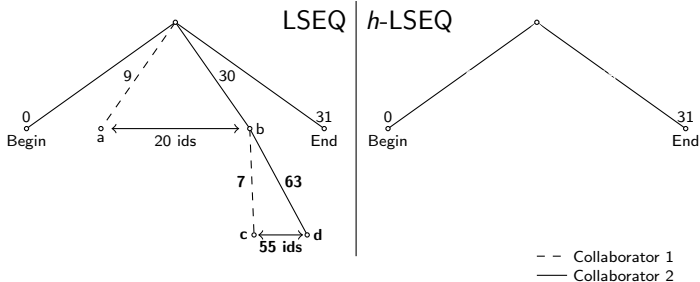 LSEQ
h-LSEQ
9
30
0
31
Begin
a
20 ids
b
End
7
63
c
d
55 ids
0
31
Begin
End
Collaborator 1
Collaborator 2